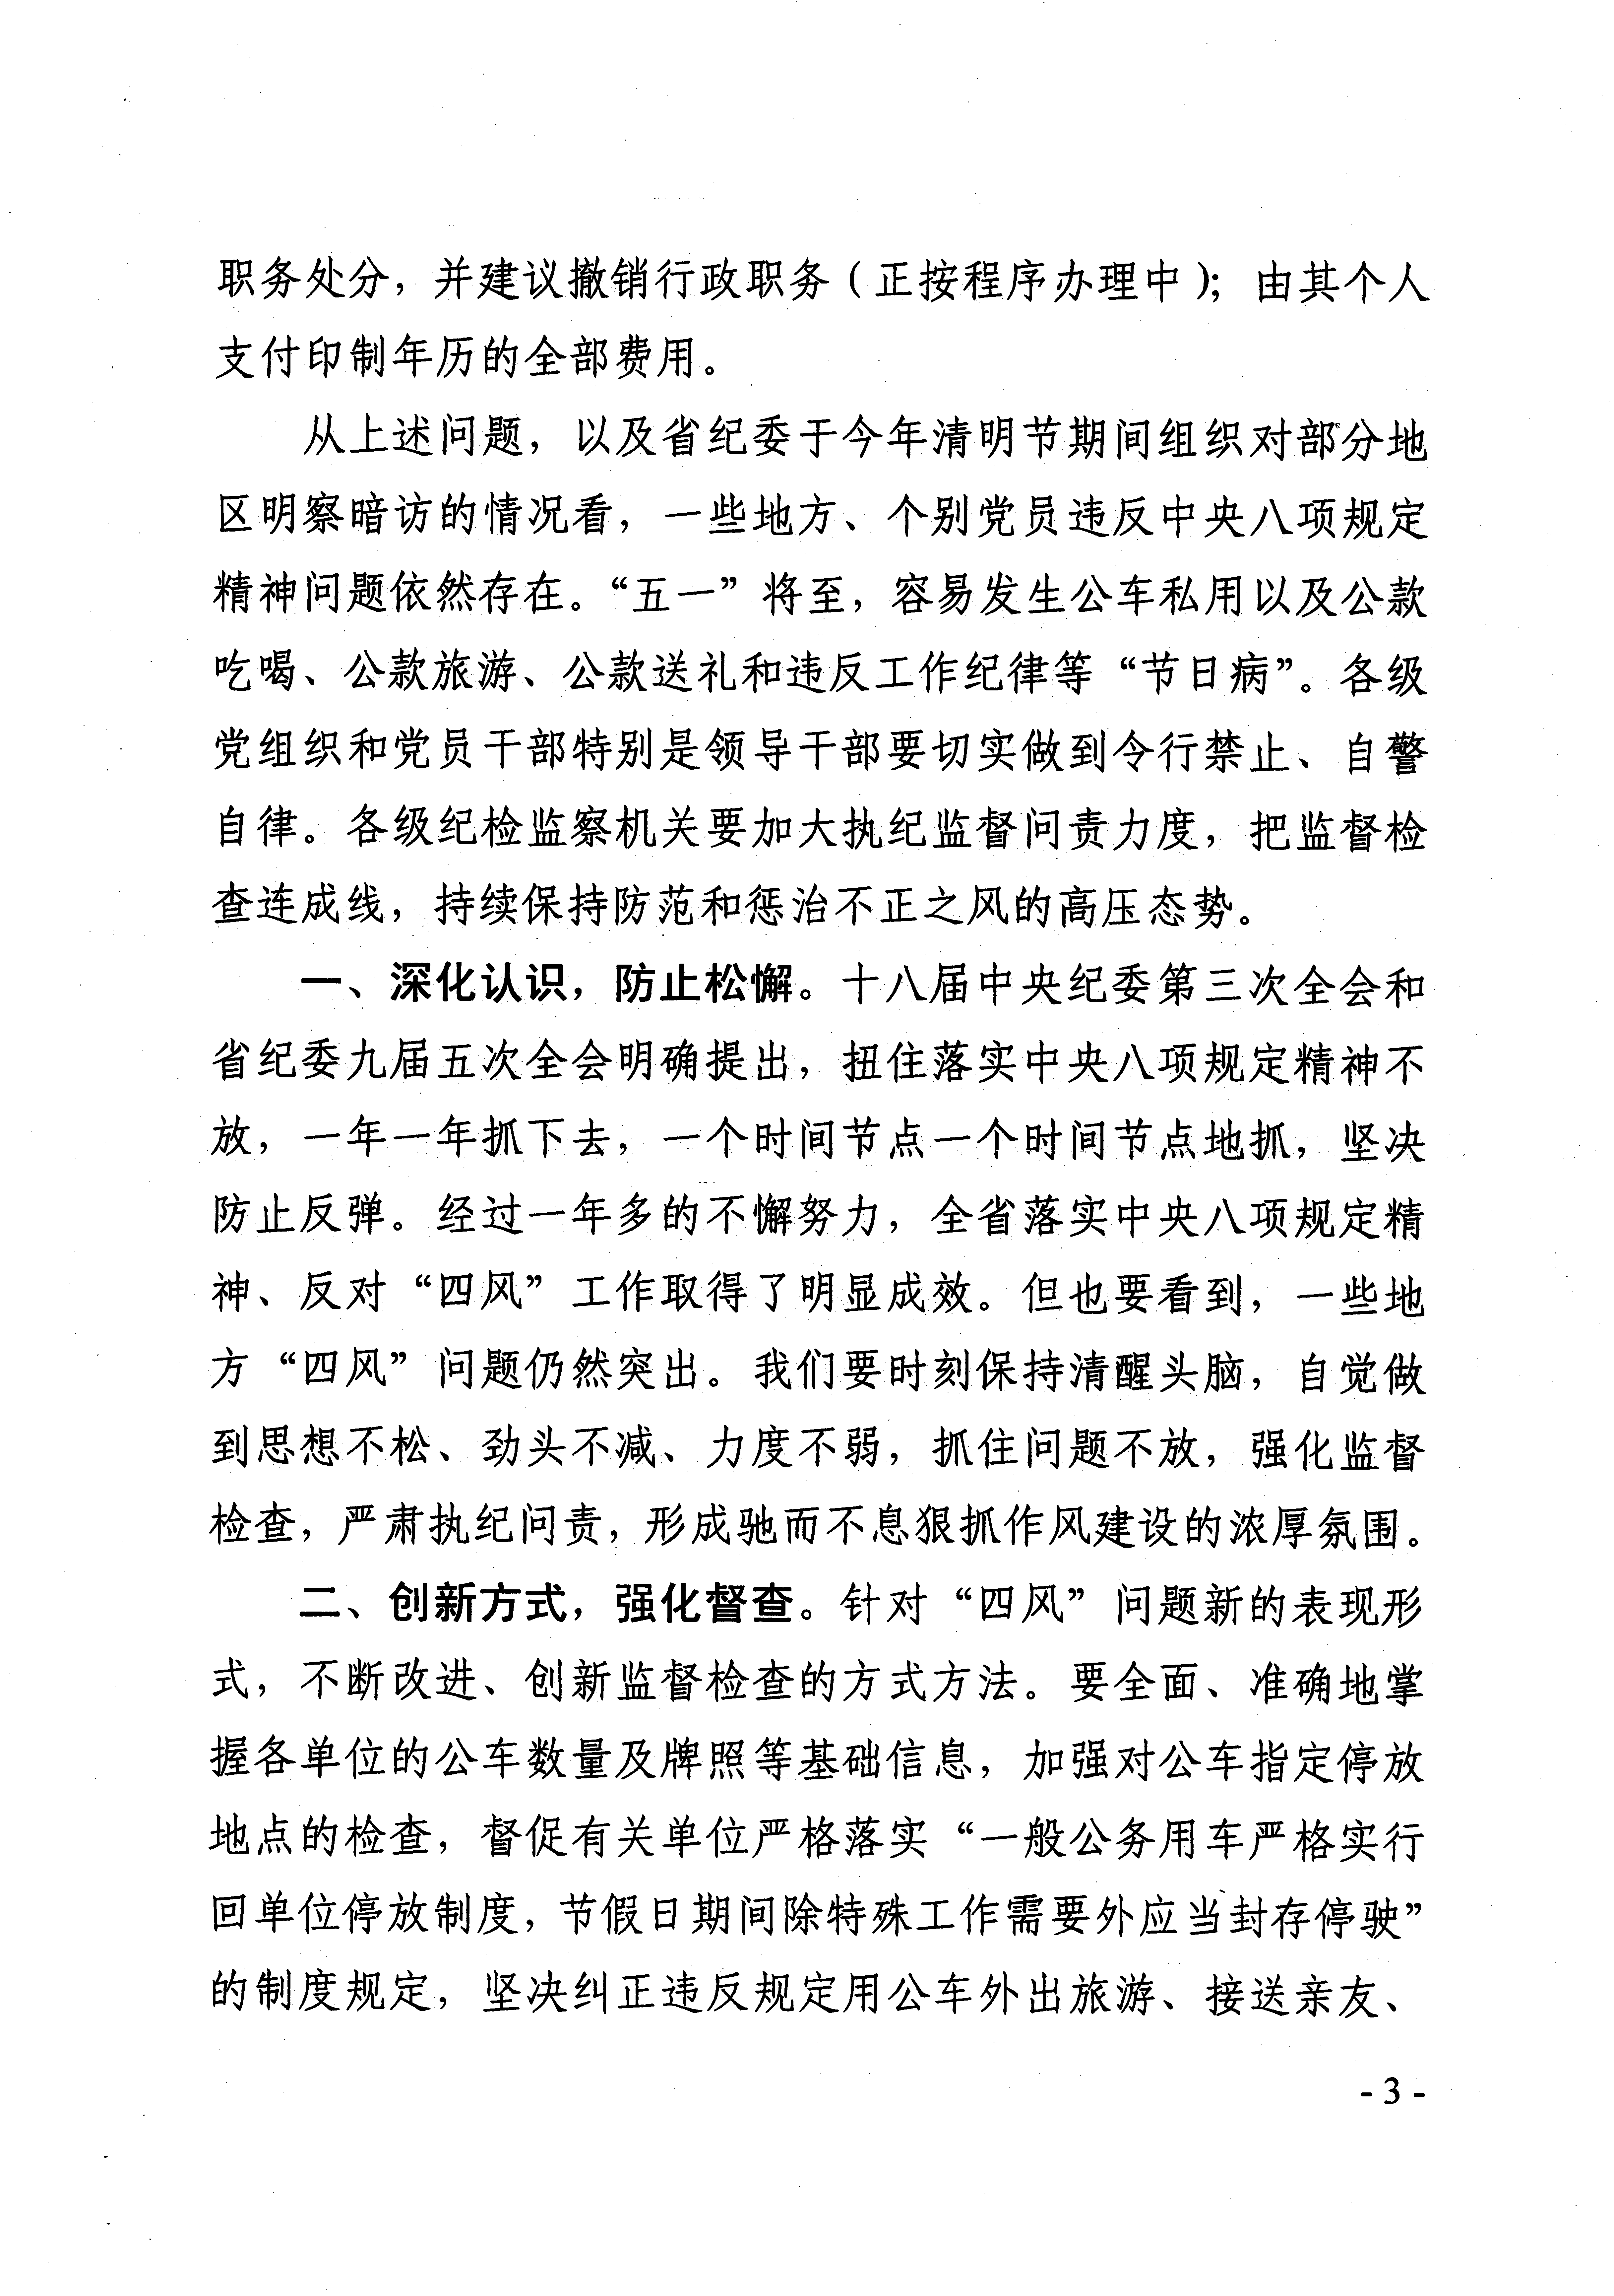 职务处分，并建议撤销行政职务（正按程序办理中）；由其个人
支付印制年历的全部费用。
从上述问题，以及省纪委于今年清明节期间组织对部分地
区明察暗访的情况看，一些地方、个别党员违反中央八项规定
精神问题依然存在。“五一”将至，容易发生公车私用以及公款
吃喝、公款旅游、公款送礼和违反工作纪律等“节日病”。各级
党组织和党员干部特别是领导干部要切实做到令行禁止、自警
自律。各级纪检监察机关要加大执纪监督问责力度，把监督检
查连成线，持续保持防范和惩治不正之风的高压态势。
一、深化认识，防止松懈。十八届中央纪委第三次全会和
省纪委九届五次全会明确提出，扭住落实中央八项规定精神不
放，一年一年抓下去，一个时间节点一个时间节点地抓，坚决
防止反弹。经过一年多的不懈努力，全省落实中央八项规定精
神、反对“四风”工作取得了明显成效。但也要看到，一些地
方“四风”问题仍然突出。我们要时刻保持清醒头脑，自觉做
到思想不松、劲头不减、力度不弱，抓住问题不放，强化监督
检查，严肃执纪问责，形成驰而不息狠抓作风建设的浓厚氛围。
二、创新方式，强化督查。针对“四风”问题新的表现形
式，不断改进、创新监督检查的方式方法。要全面、准确地掌
握各单位的公车数量及牌照等基础信息，加强对公车指定停放
地点的检查，督促有关单位严格落实“一般公务用车严格实行
回单位停放制度，节假日期间除特殊工作需要外应当封存停驶”
的制度规定，坚决纠正违反规定用公车外出旅游、接送亲友、
- 3 -